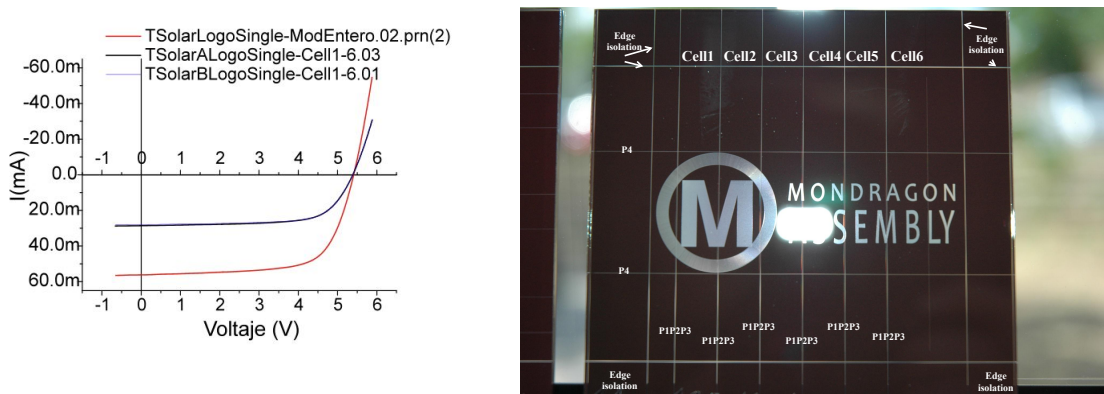 TSolarLogoSingle-ModEntero.02.prn(2)
TSolarALogoSingle-Cell1-6.03
TSolarBLogoSingle-Cell1-6.01
-60.0m
-40.0m
-20.0m
0.0
20.0m
40.0m
60.0m
I(mA)
-1 0 1 2 3 4 5 6
-1 0 1 2 3 4 5 6
Voltaje (V)
Edge
isolation
Edge
isolation
Cell1 Cell2 Cell3 Cell4 Cell5 Cell6
P4
M MONDRAGON
ASSEMBLY
P4
P1P2P3 P1P2P3 P1P2P3
P1P2P3 P1P2P3 P1P2P3
Edge
isolation
Edge
isolation